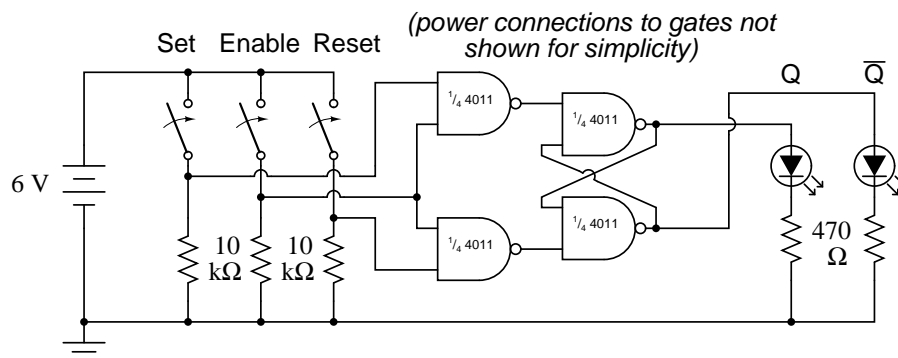 (power connections to gates not
shown for simplicity)
Set Enable Reset
Q Q̅
1/4 4011
1/4 4011
6 V
1/4 4011
1/4 4011
10
kΩ
10
kΩ
470
Ω